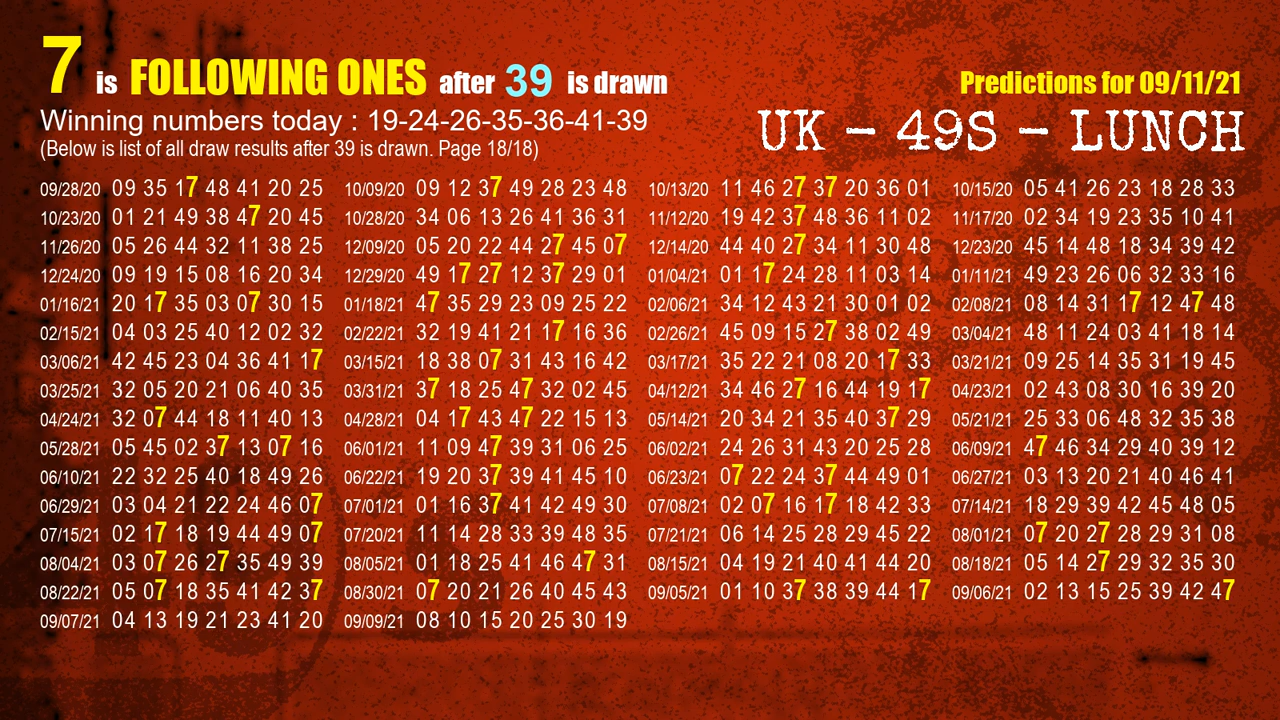 7 is FOLLOWING ONES after 39 is drawn
Predictions for 09/11/21
Winning numbers today : 19-24-26-35-36-41-39
UK - 49S - LUNCH
(Below is list of all draw results after 39 is drawn. Page 18/18)
09/28/20 09 35 17 48 41 20 25 10/09/20 09 12 37 49 28 23 48 10/13/20 11 46 27 37 20 36 01 10/15/20 05 41 26 23 18 28 33
10/23/20 01 21 49 38 47 20 45 10/28/20 34 06 13 26 41 36 31 11/12/20 19 42 37 48 36 11 02 11/17/20 02 34 19 23 35 10 41
11/26/20 05 26 44 32 11 38 25 12/09/20 05 20 22 44 27 45 07 12/14/20 44 40 27 34 11 30 48 12/23/20 45 14 48 18 34 39 42
12/24/20 09 19 15 08 16 20 34 12/29/20 49 17 27 12 37 29 01 01/04/21 01 17 24 28 11 03 14 01/11/21 49 23 26 06 32 33 16
01/16/21 20 17 35 03 07 30 15 01/18/21 47 35 29 23 09 25 22 02/06/21 34 12 43 21 30 01 02 02/08/21 08 14 31 17 12 47 48
02/15/21 04 03 25 40 12 02 32 02/22/21 32 19 41 21 17 16 36 02/26/21 45 09 15 27 38 02 49 03/04/21 48 11 24 03 41 18 14
03/06/21 42 45 23 04 36 41 17 03/15/21 18 38 07 31 43 16 42 03/17/21 35 22 21 08 20 17 33 03/21/21 09 25 14 35 31 19 45
03/25/21 32 05 20 21 06 40 35 03/31/21 37 18 25 47 32 02 45 04/12/21 34 46 27 16 44 19 17 04/23/21 02 43 08 30 16 39 20
04/24/21 32 07 44 18 11 40 13 04/28/21 04 17 43 47 22 15 13 05/14/21 20 34 21 35 40 37 29 05/21/21 25 33 06 48 32 35 38
05/28/21 05 45 02 37 13 07 16 06/01/21 11 09 47 39 31 06 25 06/02/21 24 26 31 43 20 25 28 06/09/21 47 46 34 29 40 39 12
06/10/21 22 32 25 40 18 49 26 06/22/21 19 20 37 39 41 45 10 06/23/21 07 22 24 37 44 49 01 06/27/21 03 13 20 21 40 46 41
06/29/21 03 04 21 22 24 46 07 07/01/21 01 16 37 41 42 49 30 07/08/21 02 07 16 17 18 42 33 07/14/21 18 29 39 42 45 48 05
07/15/21 02 17 18 19 44 49 07 07/20/21 11 14 28 33 39 48 35 07/21/21 06 14 25 28 29 45 22 08/01/21 07 20 27 28 29 31 08
08/04/21 03 07 26 27 35 49 39 08/05/21 01 18 25 41 46 47 31 08/15/21 04 19 21 40 41 44 20 08/18/21 05 14 27 29 32 35 30
08/22/21 05 07 18 35 41 42 37 08/30/21 07 20 21 26 40 45 43 09/05/21 01 10 37 38 39 44 17 09/06/21 02 13 15 25 39 42 47
09/07/21 04 13 19 21 23 41 20 09/09/21 08 10 15 20 25 30 19